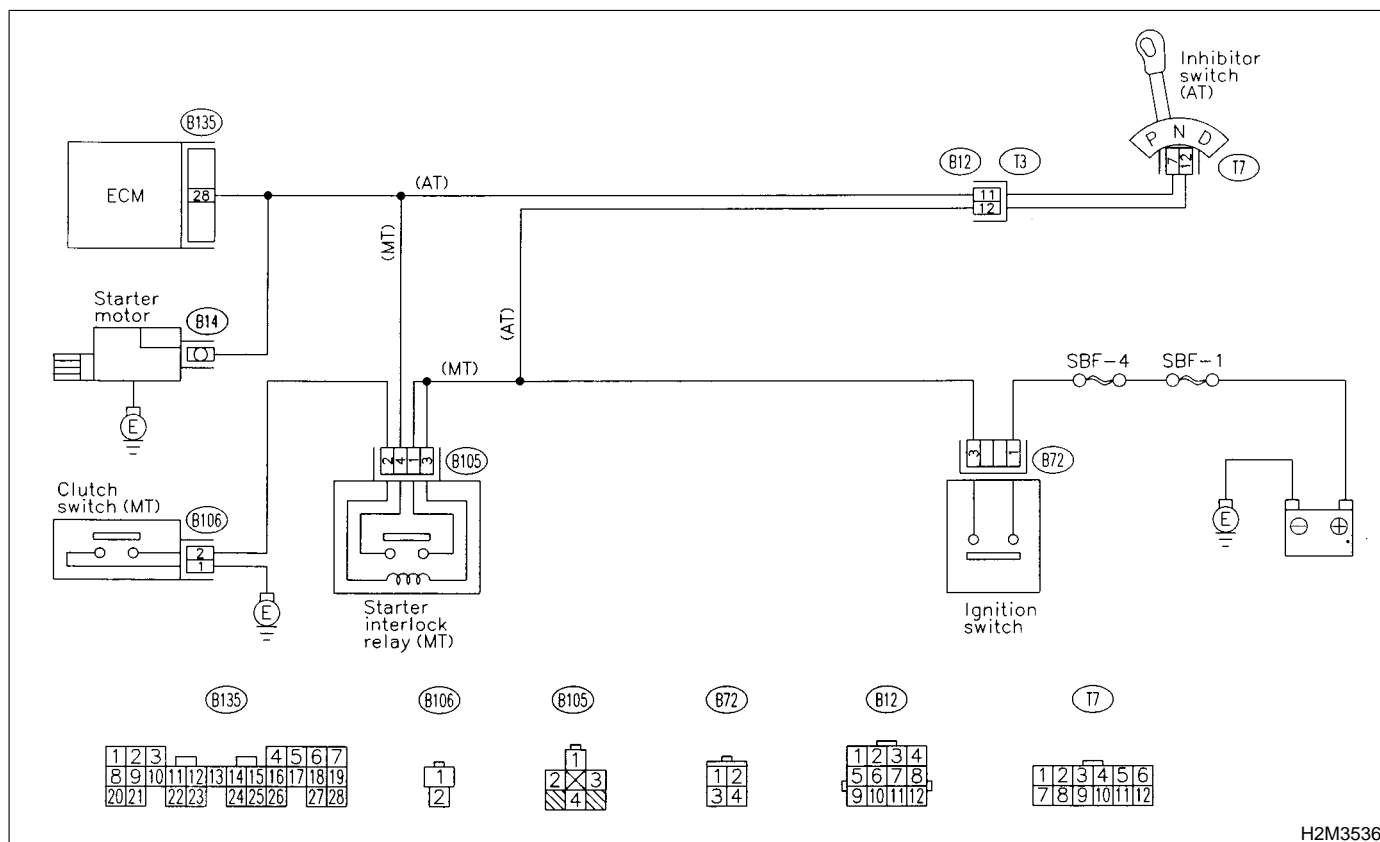 Inhibitor
switch
(AT)
P N D
7 12
T7
B135
ECM
28
(AT)
B12 T3
11
12
(MT)
Starter
motor
B14
E
(AT)
(MT)
SBF-4 SBF-1
2 4 1 3
B105
3 1
B72
E
⊖ ⊕
Clutch
switch (MT)
B106
2
1
E
Starter
interlock
relay (MT)
Ignition
switch
B135 B106 B105 B72 B12 T7
1 2 3 4 5 6 7
8 9 10 11 12 13 14 15 16 17 18 19
20 21 22 23 24 25 26 27 28
1
2
1
2 3
4
1 2
3 4
1 2 3 4
5 6 7 8
9 10 11 12
1 2 3 4 5 6
7 8 9 10 11 12
H2M3536